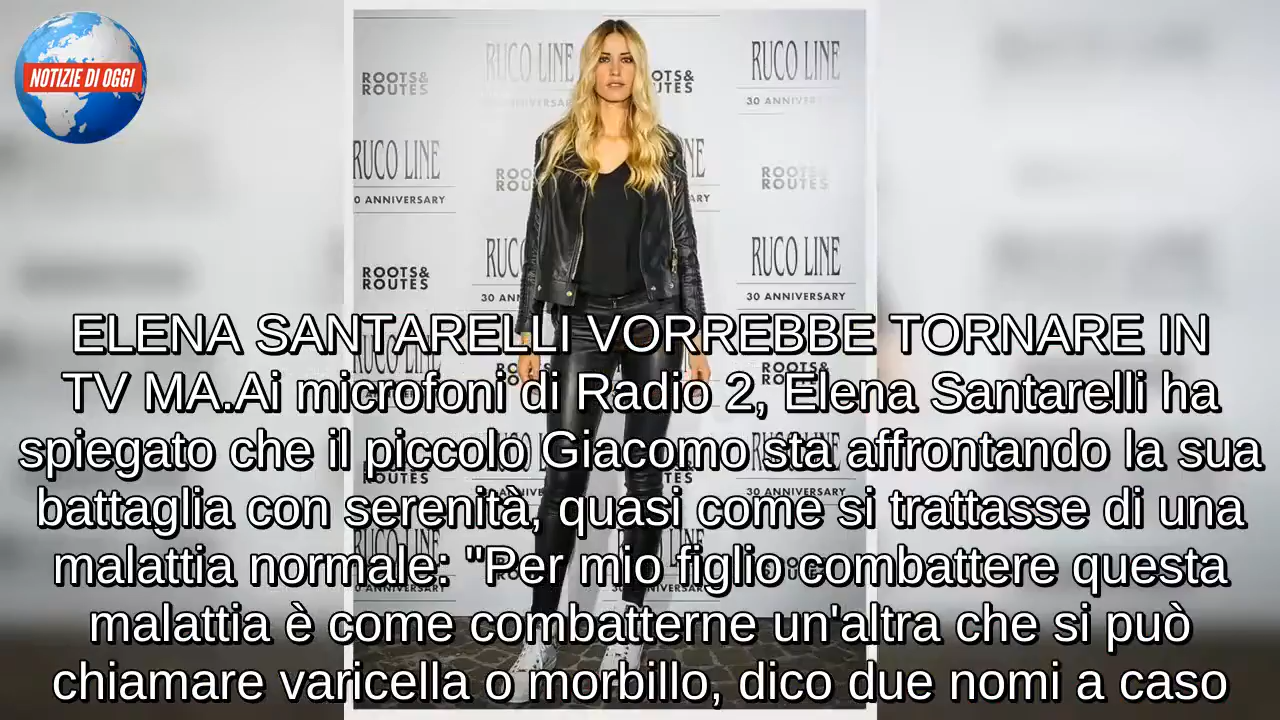 NOTIZIE DI OGGI
ROOTS&
ROUTES
RUCO LINE
ROOTS&
ROUTES
RUCO LINE
30 ANNIVERSARY
RUCO LINE
0 ANNIVERSARY
ROOTS&
ROUTES
ROOTS&
ROUTES
RUCO LINE
30 ANNIVERSARY
ELENA SANTARELLI VORREBBE TORNARE IN
TV MA.Ai microfoni di Radio 2, Elena Santarelli ha
spiegato che il piccolo Giacomo sta affrontando la sua
battaglia con serenità, quasi come si trattasse di una
malattia normale: "Per mio figlio combattere questa
malattia è come combatterne un'altra che si può
chiamare varicella o morbillo, dico due nomi a caso